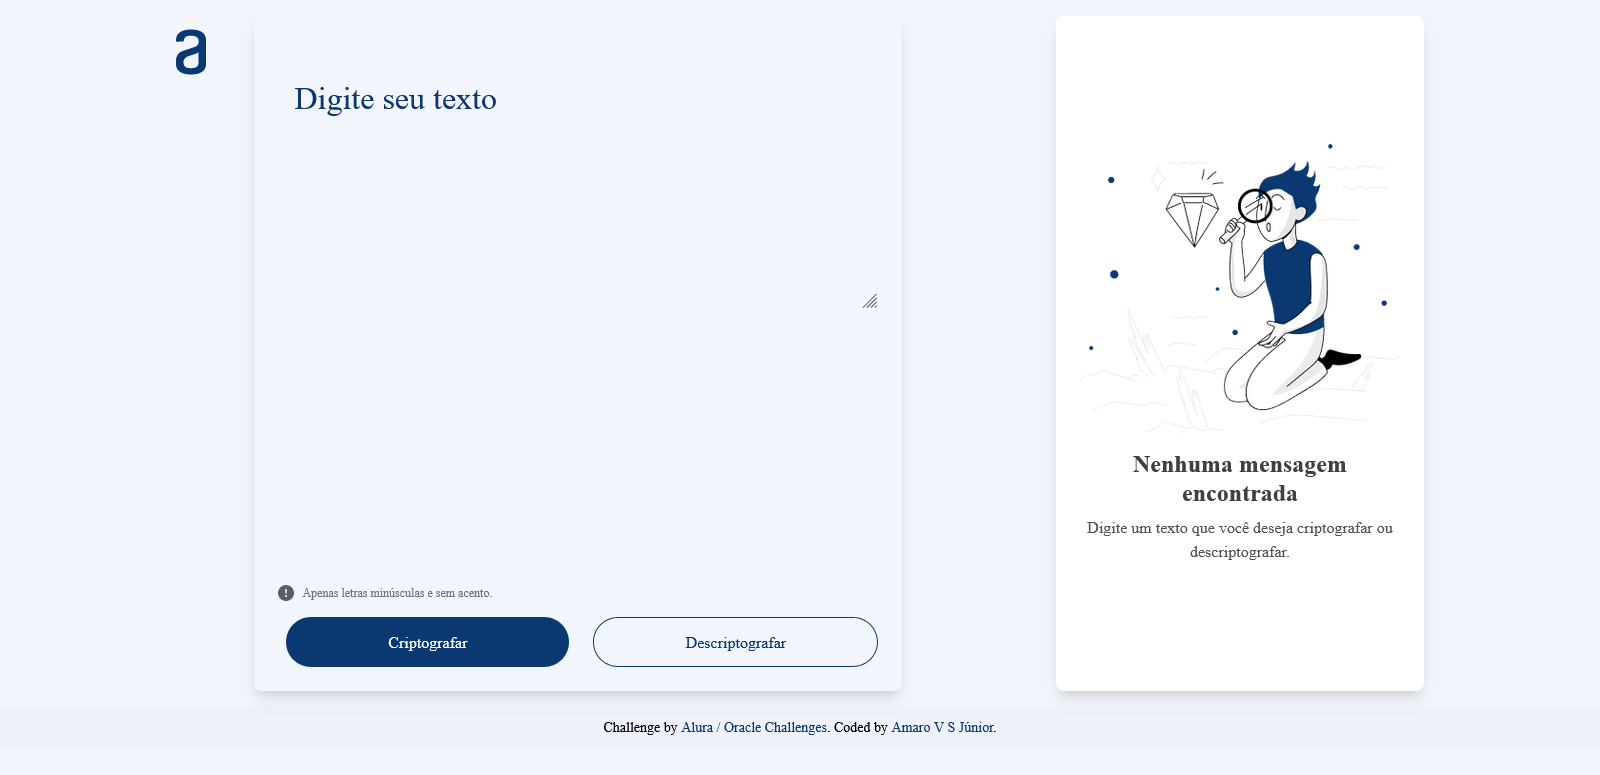 a
Digite seu texto
Apenas letras minúsculas e sem acento.
Criptografar
Descriptografar
Nenhuma mensagem
encontrada
Digite um texto que você deseja criptografar ou
descriptografar.
Challenge by Alura / Oracle Challenges. Coded by Amaro V S Júnior.